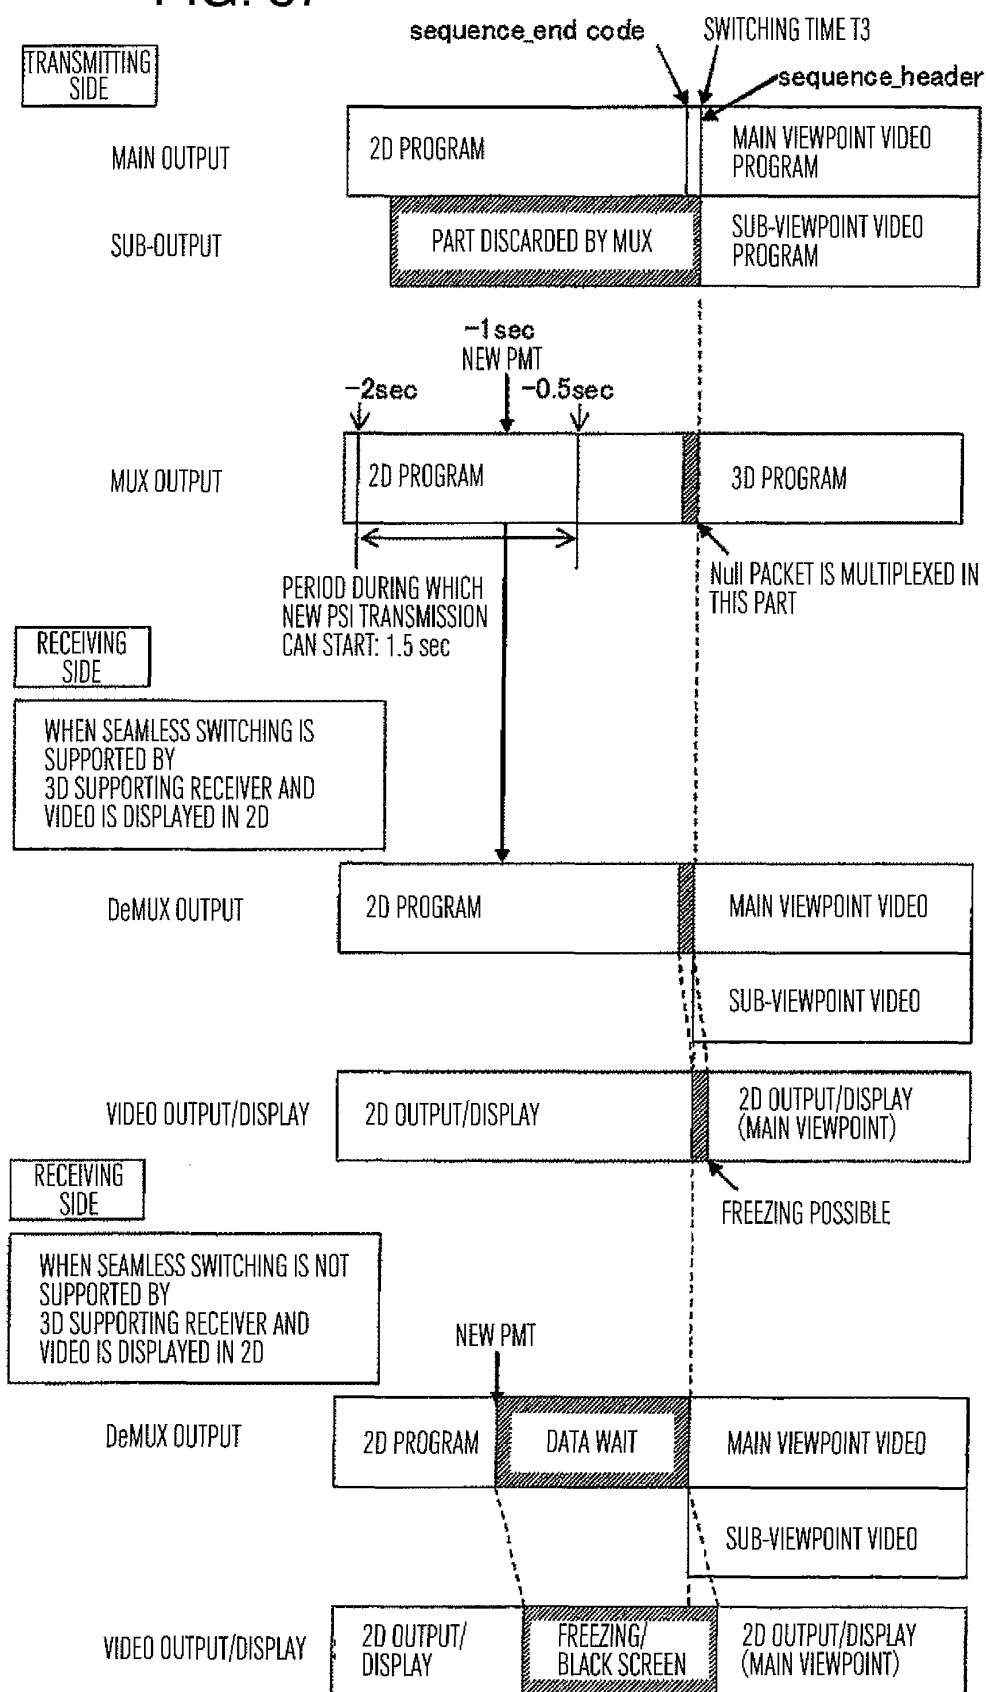 sequence_end code
SWITCHING TIME T3
TRANSMITTING
SIDE
sequence_header
MAIN OUTPUT
2D PROGRAM
MAIN VIEWPOINT VIDEO
PROGRAM
SUB-OUTPUT
PART DISCARDED BY MUX
SUB-VIEWPOINT VIDEO
PROGRAM
-1sec
NEW PMT
-2sec
-0.5sec
MUX OUTPUT
2D PROGRAM
3D PROGRAM
Null PACKET IS MULTIPLEXED IN
THIS PART
PERIOD DURING WHICH
NEW PSI TRANSMISSION
CAN START: 1.5 sec
RECEIVING
SIDE
WHEN SEAMLESS SWITCHING IS
SUPPORTED BY
3D SUPPORTING RECEIVER AND
VIDEO IS DISPLAYED IN 2D
DeMUX OUTPUT
2D PROGRAM
MAIN VIEWPOINT VIDEO
SUB-VIEWPOINT VIDEO
VIDEO OUTPUT/DISPLAY
2D OUTPUT/DISPLAY
2D OUTPUT/DISPLAY
(MAIN VIEWPOINT)
RECEIVING
SIDE
FREEZING POSSIBLE
WHEN SEAMLESS SWITCHING IS NOT
SUPPORTED BY
3D SUPPORTING RECEIVER AND
VIDEO IS DISPLAYED IN 2D
NEW PMT
DeMUX OUTPUT
2D PROGRAM
DATA WAIT
MAIN VIEWPOINT VIDEO
SUB-VIEWPOINT VIDEO
VIDEO OUTPUT/DISPLAY
2D OUTPUT/
DISPLAY
FREEZING/
BLACK SCREEN
2D OUTPUT/DISPLAY
(MAIN VIEWPOINT)